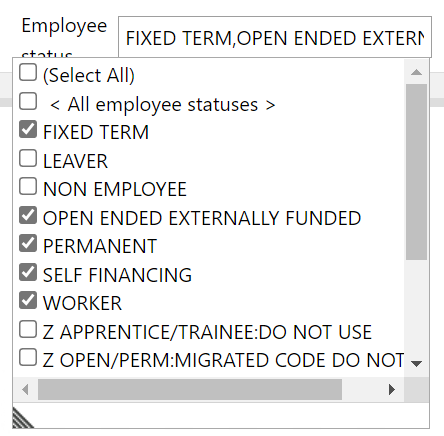 Employee
status
FIXED TERM,OPEN ENDED EXTERN
(Select All)
< All employee statuses >
FIXED TERM
LEAVER
NON EMPLOYEE
OPEN ENDED EXTERNALLY FUNDED
PERMANENT
SELF FINANCING
WORKER
Z APPRENTICE/TRAINEE:DO NOT USE
Z OPEN/PERM:MIGRATED CODE DO NOT